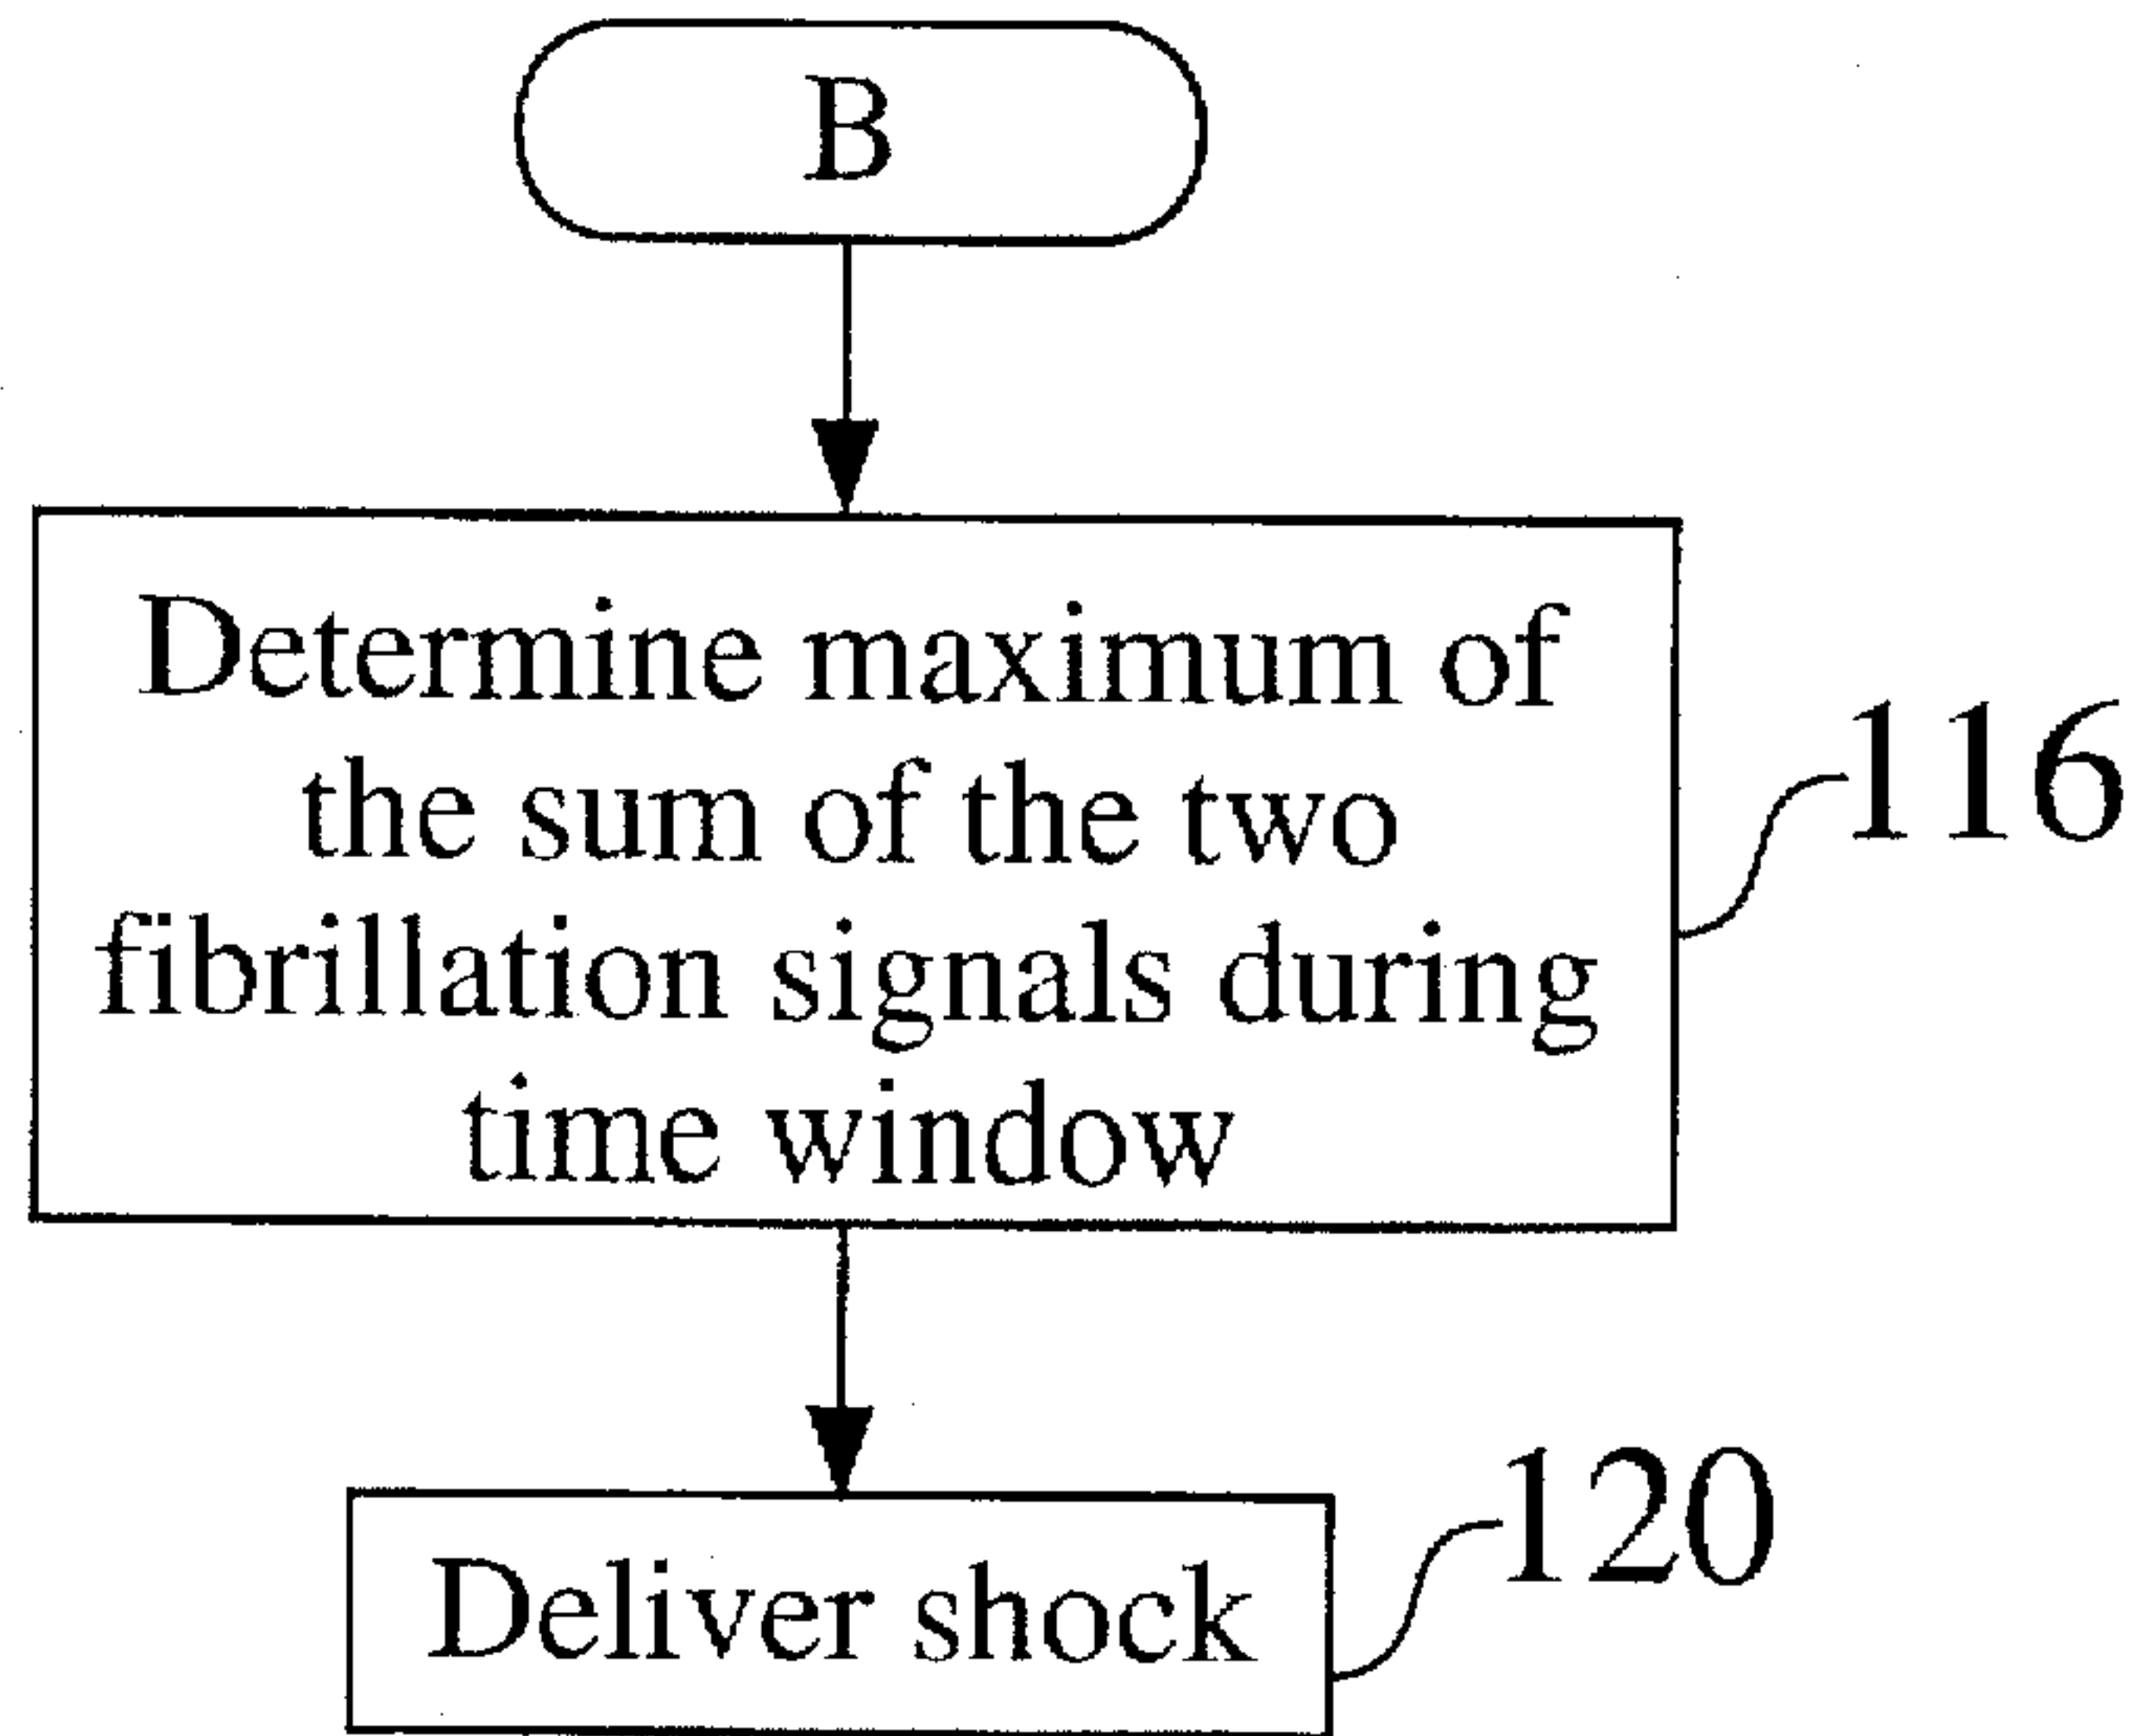 B
Determine maximum of
the sum of the two
fibrillation signals during
time window
116
Deliver shock
120